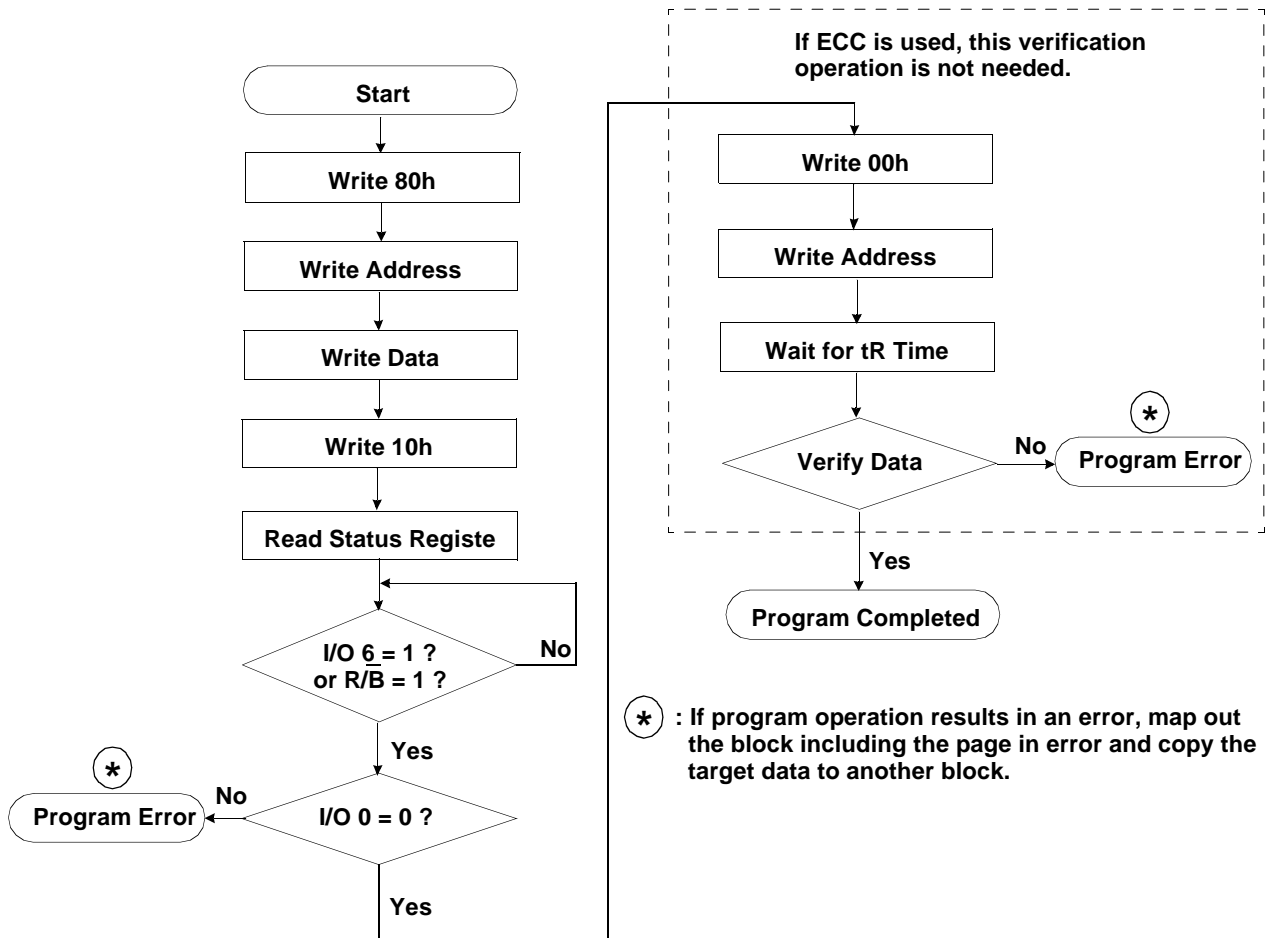 Start
Write 80h
Write Address
Write Data
Write 10h
Read Status Registe
I/O 6 = 1 ?
or R/B̅ = 1 ?
No
Yes
*
No
Program Error
I/O 0 = 0 ?
Yes
If ECC is used, this verification
operation is not needed.
Write 00h
Write Address
Wait for tR Time
*
Verify Data
No
Program Error
Yes
Program Completed
* : If program operation results in an error, map out
the block including the page in error and copy the
target data to another block.